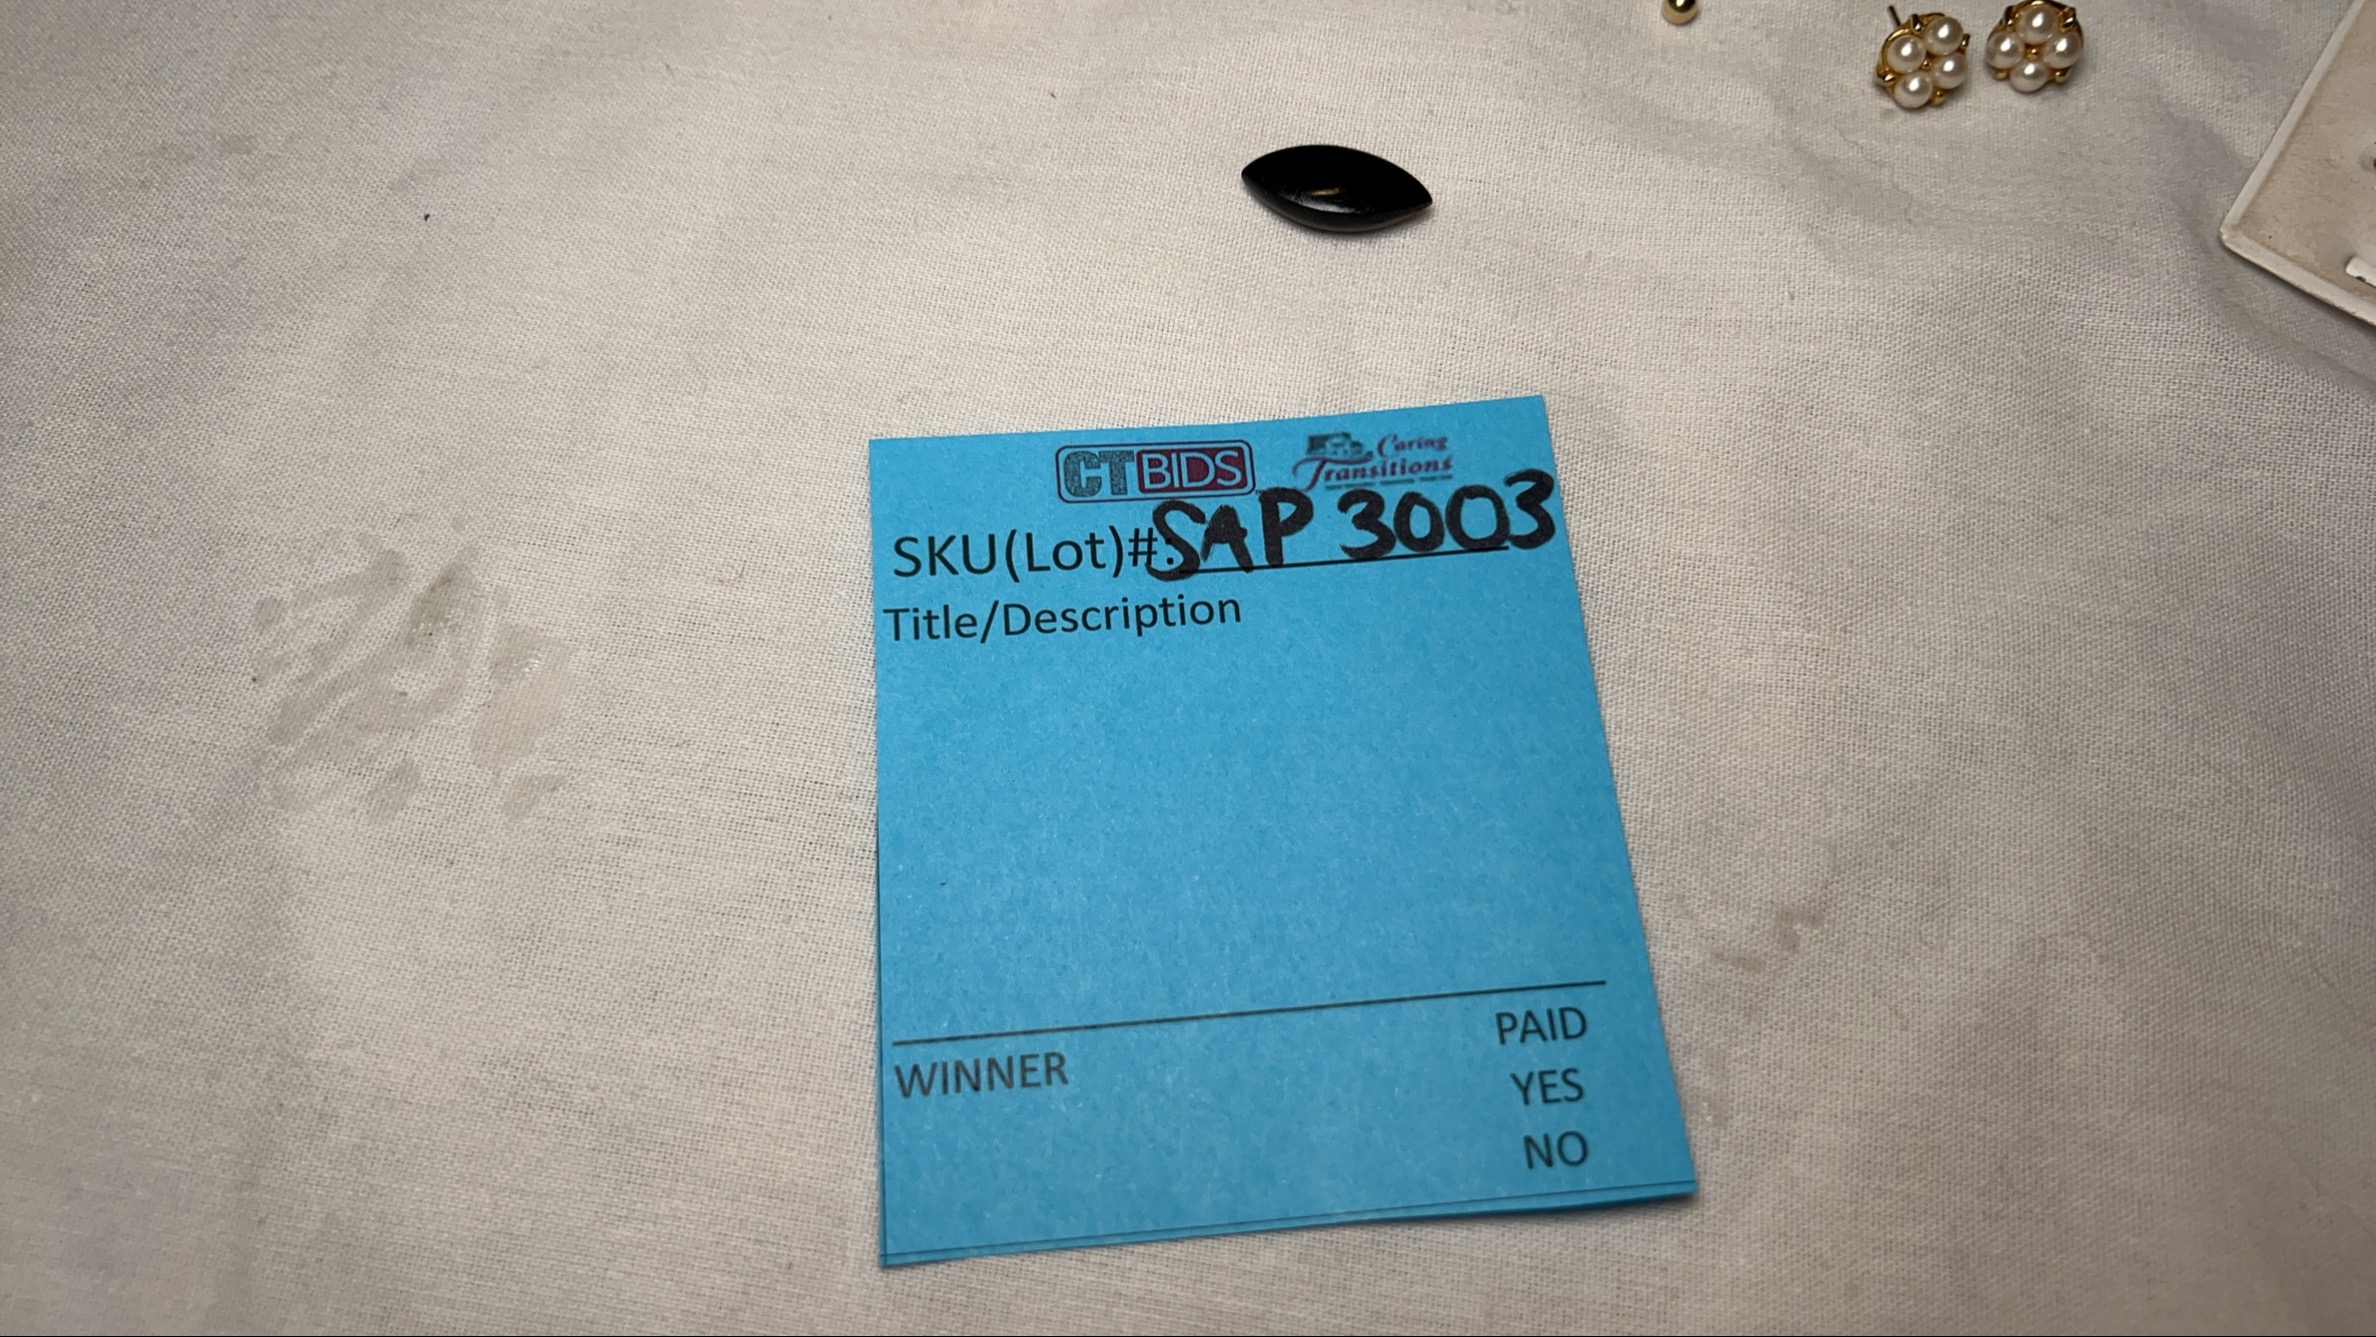 CTBIDS
Caring
Transitions
SKU(Lot)#: SAP 3003
Title/Description
PAID
WINNER
YES
NO